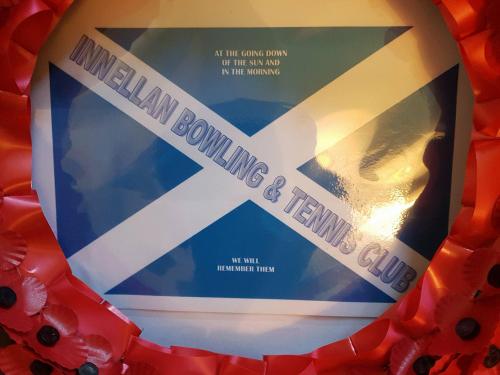 AT THE GOING DOWN
OF THE SUN AND
IN THE MORNING
INNELLAN BOWLING & TENNIS CLUB
WE WILL
REMEMBER THEM